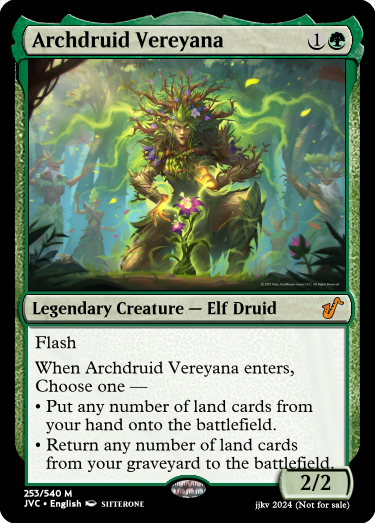 Archdruid Vereyana 1
Legendary Creature — Elf Druid
Flash
When Archdruid Vereyana enters,
Choose one —
• Put any number of land cards from
your hand onto the battlefield.
• Return any number of land cards
from your graveyard to the battlefield.
2/2
253/540 M
JVC • English SIFTERONE
jjkv 2024 (Not for sale)